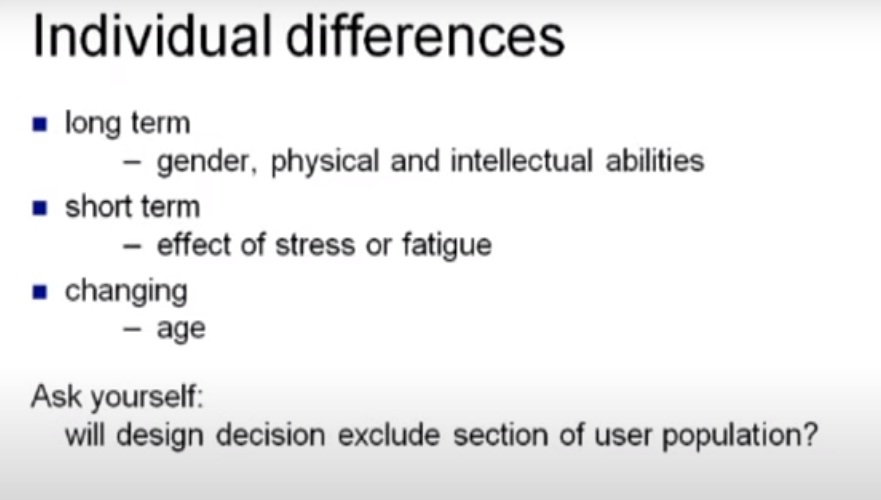 Individual differences
▪ long term
– gender, physical and intellectual abilities
▪ short term
– effect of stress or fatigue
▪ changing
– age
Ask yourself:
will design decision exclude section of user population?